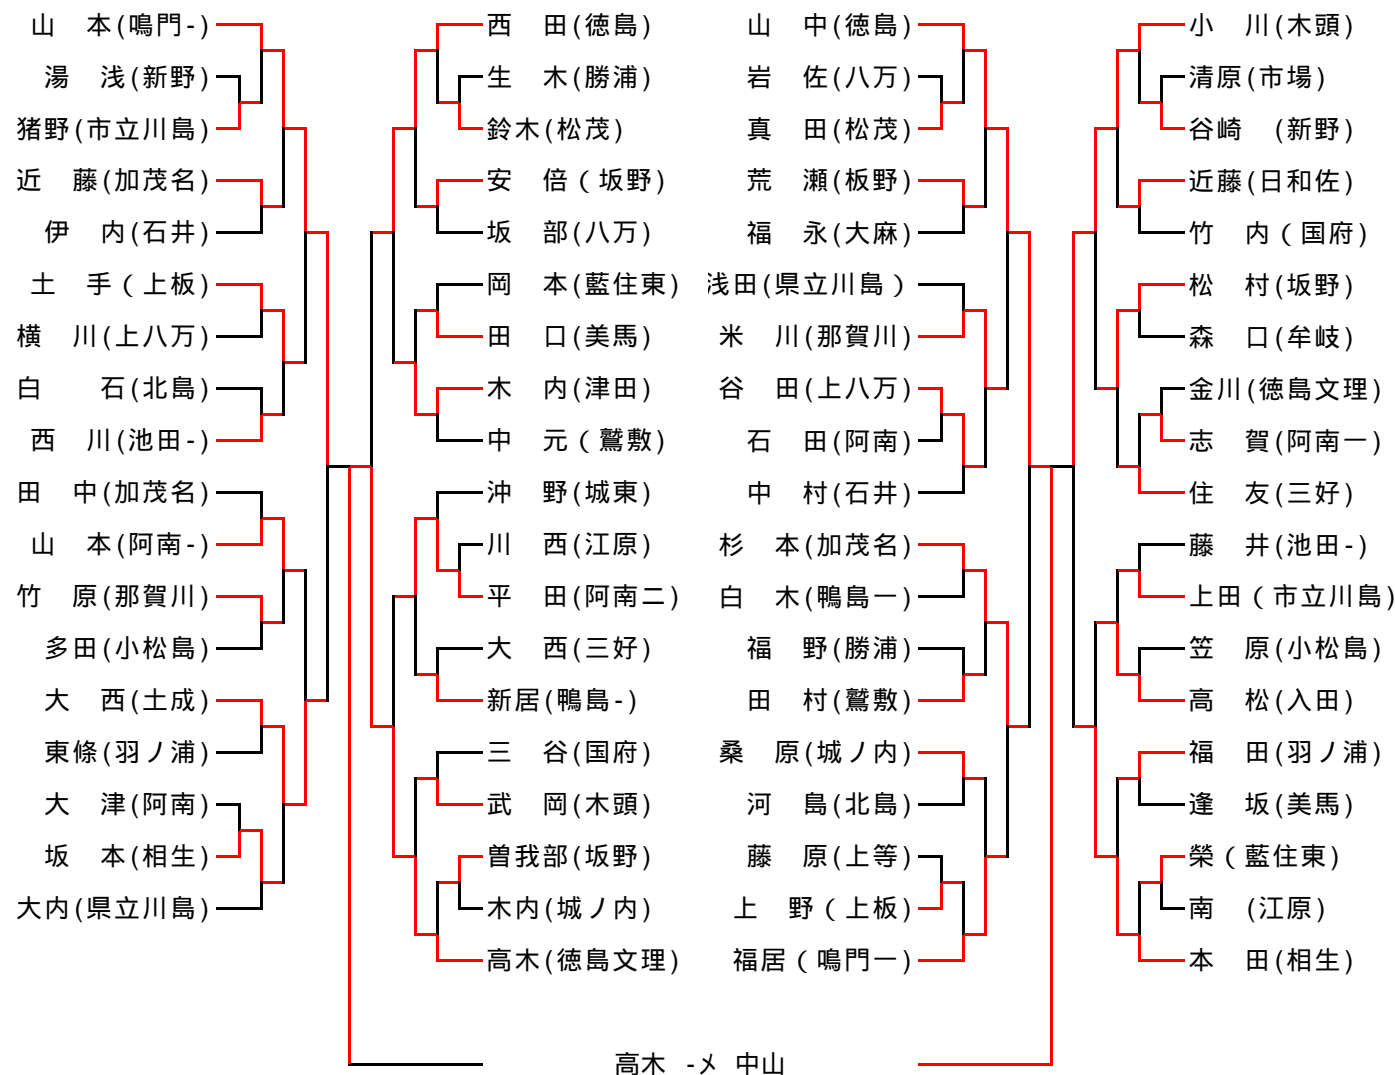 山　本(鳴門-)
湯　浅(新野)
猪野(市立川島)
近　藤(加茂名)
伊　内(石井)
土　手（上板)
横　川(上八万)
白　　石(北島)
西　川(池田-)
田　中(加茂名)
山　本(阿南-)
竹　原(那賀川)
多田(小松島)
大　西(土成)
東條(羽ノ浦)
大　津(阿南)
坂　本(相生)
大内(県立川島)
西　田(徳島)
生　木(勝浦)
鈴木(松茂)
安　倍（坂野)
坂　部(八万)
岡　本(藍住東)
田　口(美馬)
木　内(津田)
中　元（鷲敷)
沖　野(城東)
川　西(江原)
平　田(阿南二)
大　西(三好)
新居(鴨島-)
三　谷(国府)
武　岡(木頭)
曽我部(坂野)
木内(城ノ内)
高木(徳島文理)
山　中(徳島)
岩　佐(八万)
真　田(松茂)
荒　瀬(板野)
福　永(大麻)
浅田(県立川島）
米　川(那賀川)
谷　田(上八万)
石　田(阿南)
中　村(石井)
杉　本(加茂名)
白　木(鴨島一)
福　野(勝浦)
田　村(鷲敷)
桑　原(城ノ内)
河　島(北島)
藤　原(上等)
上　野（上板)
福居（鳴門一)
小　川(木頭)
清原(市場)
谷崎　(新野)
近藤(日和佐)
竹　内（国府)
松　村(坂野)
森　口(牟岐)
金川(徳島文理)
志　賀(阿南一)
住　友(三好)
藤　井(池田-)
上田（市立川島)
笠　原(小松島)
高　松(入田)
福　田(羽ノ浦)
逢　坂(美馬)
榮（藍住東)
南　(江原)
本　田(相生)
高木　-メ　中山